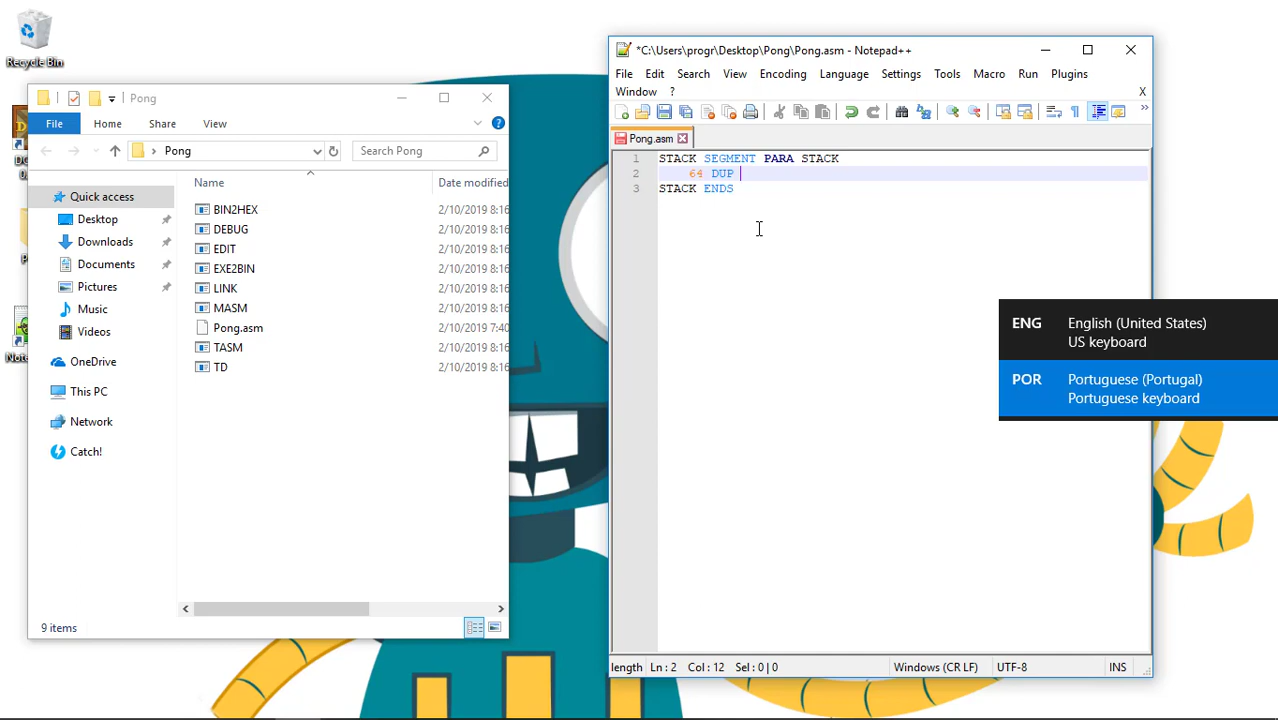 Recycle Bin
Pong
File
Home
Share
View
Pong
Search Pong
Name
Date modified
Quick access
Desktop
Downloads
Documents
Pictures
Music
Videos
OneDrive
This PC
Network
Catch!
BIN2HEX 2/10/2019 8:16
DEBUG 2/10/2019 8:16
EDIT 2/10/2019 8:16
EXE2BIN 2/10/2019 8:16
LINK 2/10/2019 8:16
MASM 2/10/2019 8:16
Pong.asm 2/10/2019 7:40
TASM 2/10/2019 8:16
TD 2/10/2019 8:16
9 items
*C:\Users\progr\Desktop\Pong\Pong.asm - Notepad++
File Edit Search View Encoding Language Settings Tools Macro Run Plugins
Window ? X
Pong.asm
1 STACK SEGMENT PARA STACK
2 64 DUP
3 STACK ENDS
ENG English (United States)
US keyboard
POR Portuguese (Portugal)
Portuguese keyboard
length Ln : 2 Col : 12 Sel : 0 | 0 Windows (CR LF) UTF-8 INS